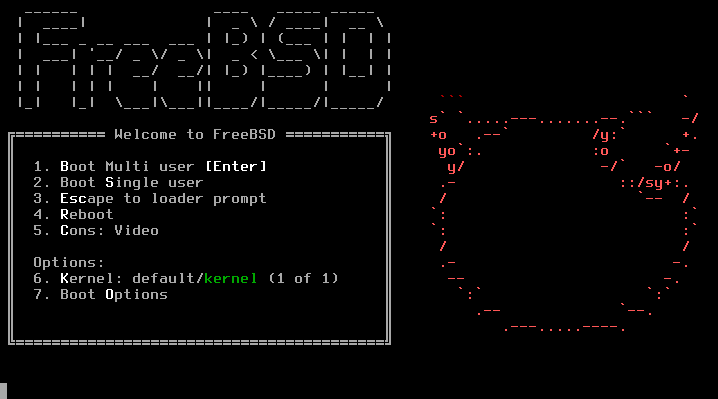 FreeBSD
Welcome to FreeBSD
1. Boot Multi user [Enter]
2. Boot Single user
3. Escape to loader prompt
4. Reboot
5. Cons: Video
Options:
6. Kernel: default/kernel (1 of 1)
7. Boot Options